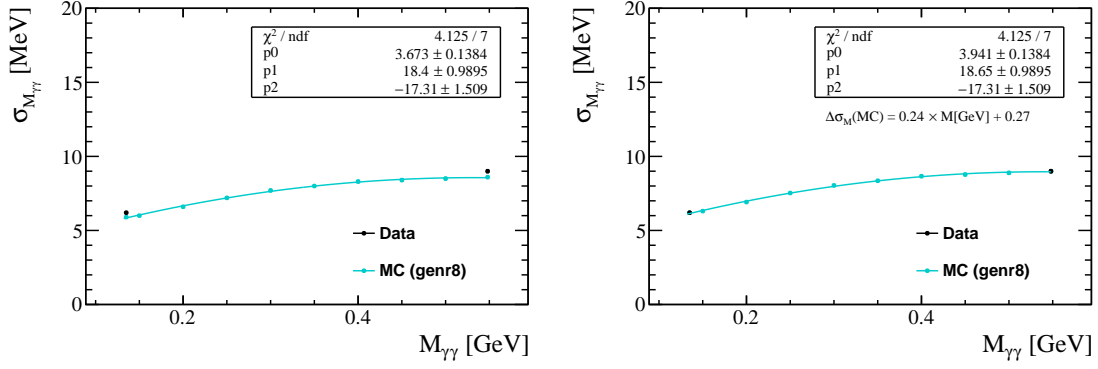 σ_{M_{γγ}} [MeV]
20
15
10
5
0
χ² / ndf 4.125 / 7
p0 3.673 ± 0.1384
p1 18.4 ± 0.9895
p2 −17.31 ± 1.509
Data
MC (genr8)
0.2 0.4
M_{γγ} [GeV]
σ_{M_{γγ}} [MeV]
20
15
10
5
0
χ² / ndf 4.125 / 7
p0 3.941 ± 0.1384
p1 18.65 ± 0.9895
p2 −17.31 ± 1.509
Δσ_M(MC) = 0.24 × M[GeV] + 0.27
Data
MC (genr8)
0.2 0.4
M_{γγ} [GeV]